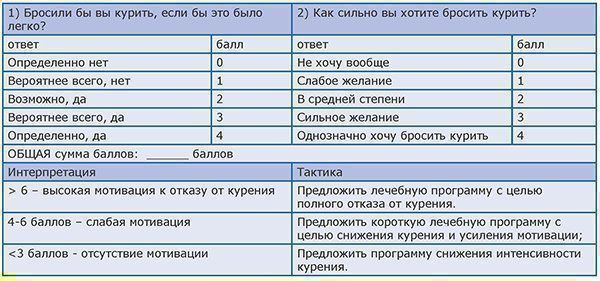 1) Бросили бы вы курить, если бы это было легко?
2) Как сильно вы хотите бросить курить?
ответ балл ответ балл
Определенно нет 0 Не хочу вообще 0
Вероятнее всего, нет 1 Слабое желание 1
Возможно, да 2 В средней степени 2
Вероятнее всего, да 3 Сильное желание 3
Определенно, да 4 Однозначно хочу бросить курить 4
ОБЩАЯ сумма баллов: ______ баллов
Интерпретация Тактика
> 6 – высокая мотивация к отказу от курения
Предложить лечебную программу с целью
полного отказа от курения.
4-6 баллов – слабая мотивация
Предложить короткую лечебную программу с
целью снижения курения и усиления мотивации;
<3 баллов - отсутствие мотивации
Предложить программу снижения интенсивности
курения.